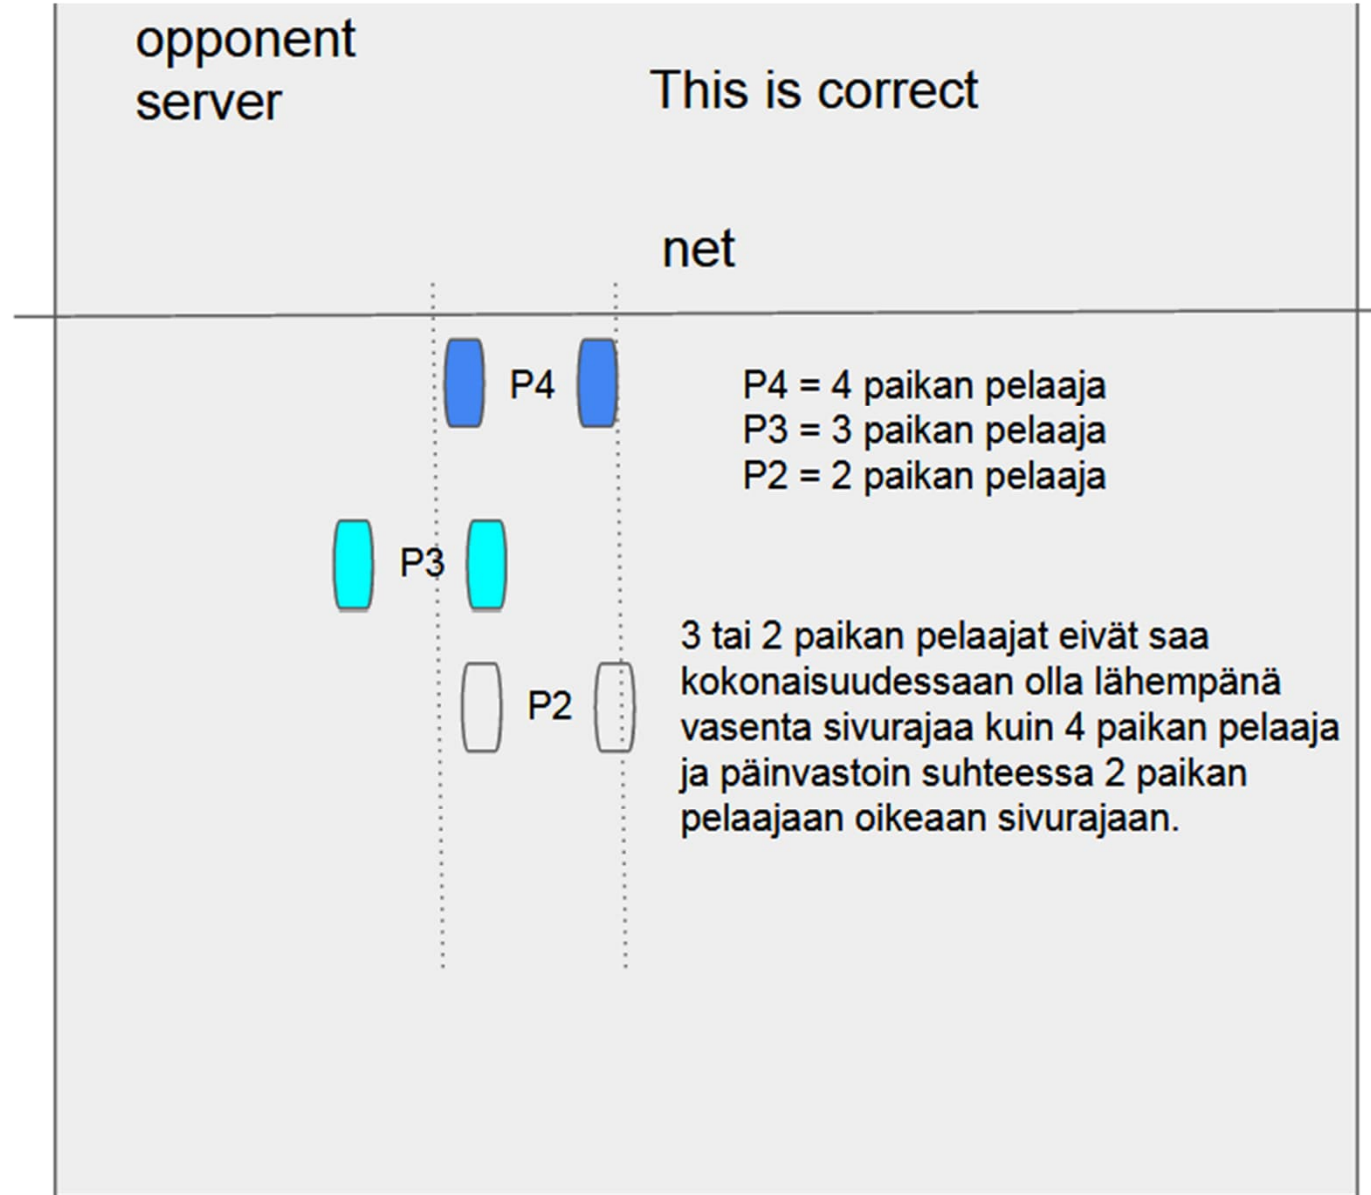 opponent
server
This is correct
net
P4
P4 = 4 paikan pelaaja
P3 = 3 paikan pelaaja
P2 = 2 paikan pelaaja
P3
3 tai 2 paikan pelaajat eivät saa
kokonaisuudessaan olla lähempänä
vasenta sivurajaa kuin 4 paikan pelaaja
ja päinvastoin suhteessa 2 paikan
pelaajaan oikeaan sivurajaan.
P2